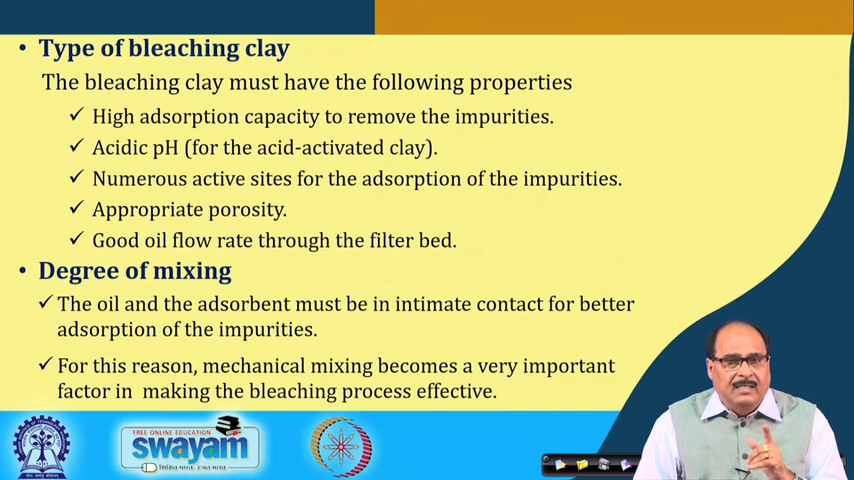 • Type of bleaching clay
The bleaching clay must have the following properties
✓ High adsorption capacity to remove the impurities.
✓ Acidic pH (for the acid-activated clay).
✓ Numerous active sites for the adsorption of the impurities.
✓ Appropriate porosity.
✓ Good oil flow rate through the filter bed.
• Degree of mixing
✓ The oil and the adsorbent must be in intimate contact for better
adsorption of the impurities.
✓ For this reason, mechanical mixing becomes a very important
factor in making the bleaching process effective.
FREE ONLINE EDUCATION
swayam